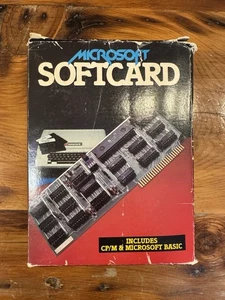 MICROSOFT
SOFTCARD
INCLUDES
CP/M & MICROSOFT BASIC